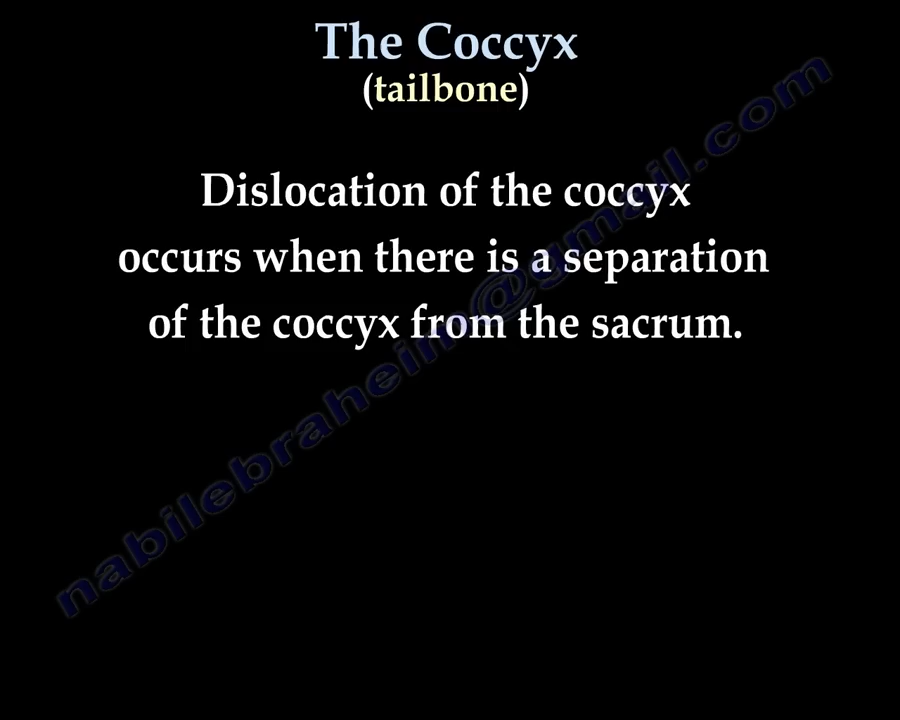 The Coccyx
(tailbone)
Dislocation of the coccyx
occurs when there is a separation
of the coccyx from the sacrum.
nabilebraheim@gmail.com